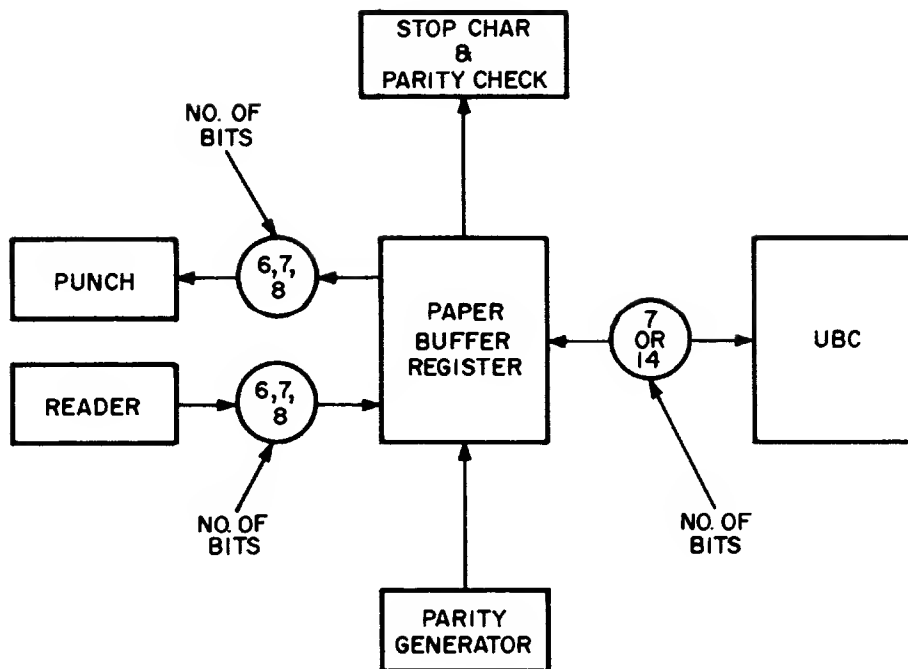 STOP CHAR
&
PARITY CHECK
NO. OF
BITS
PUNCH
6,7,
8
PAPER
BUFFER
REGISTER
7
OR
14
UBC
READER
6,7,
8
NO. OF
BITS
NO. OF
BITS
PARITY
GENERATOR